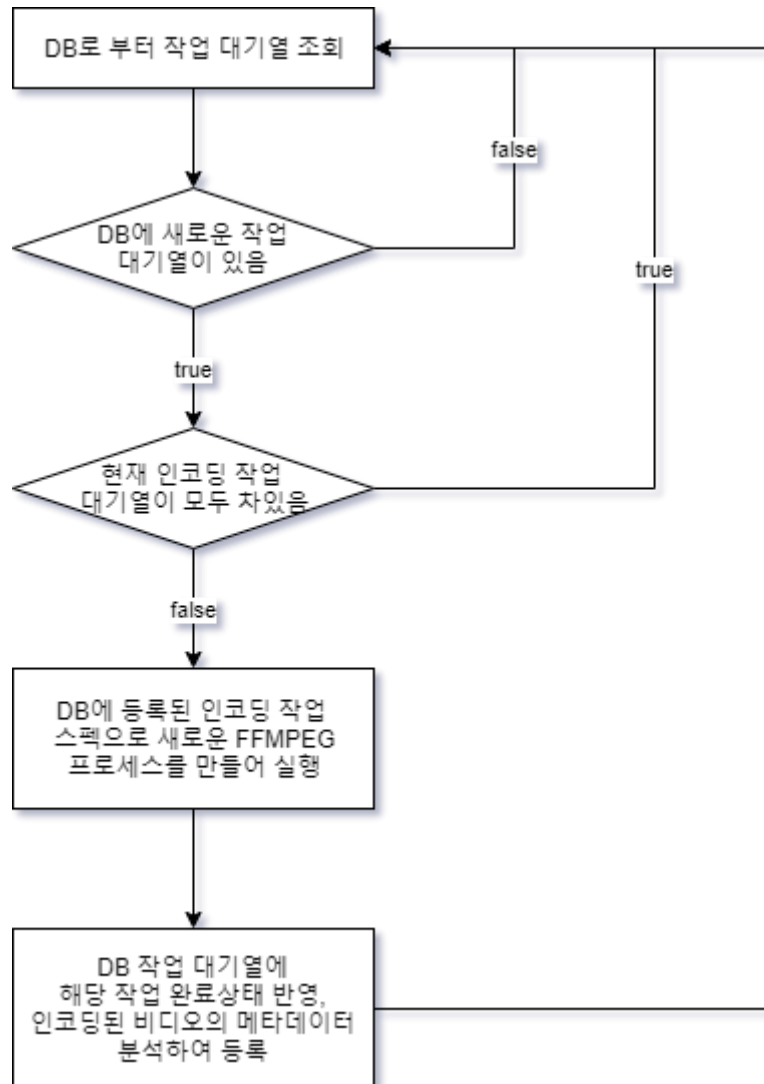 DB로 부터 작업 대기열 조회
false
DB에 새로운 작업
대기열이 있음
true
true
현재 인코딩 작업
대기열이 모두 차있음
false
DB에 등록된 인코딩 작업
스펙으로 새로운 FFMPEG
프로세스를 만들어 실행
DB 작업 대기열에
해당 작업 완료상태 반영,
인코딩된 비디오의 메타데이터
분석하여 등록